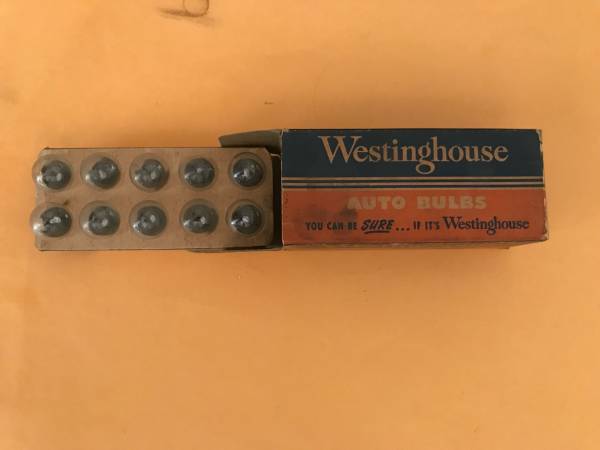 Westinghouse
AUTO BULBS
YOU CAN BE SURE... IF IT'S Westinghouse